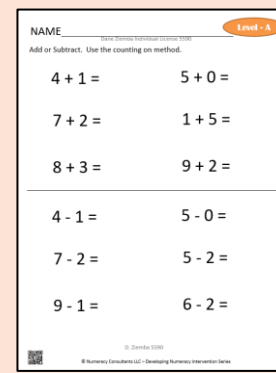 Level - A
NAME
Dane Ziemba Individual License 5590
Add or Subtract. Use the counting on method.
4 + 1 = 5 + 0 =
7 + 2 = 1 + 5 =
8 + 3 = 9 + 2 =
4 - 1 = 5 - 0 =
7 - 2 = 5 - 2 =
9 - 1 = 6 - 2 =
D. Ziemba 5590
© Numeracy Consultants LLC – Developing Numeracy Intervention Series